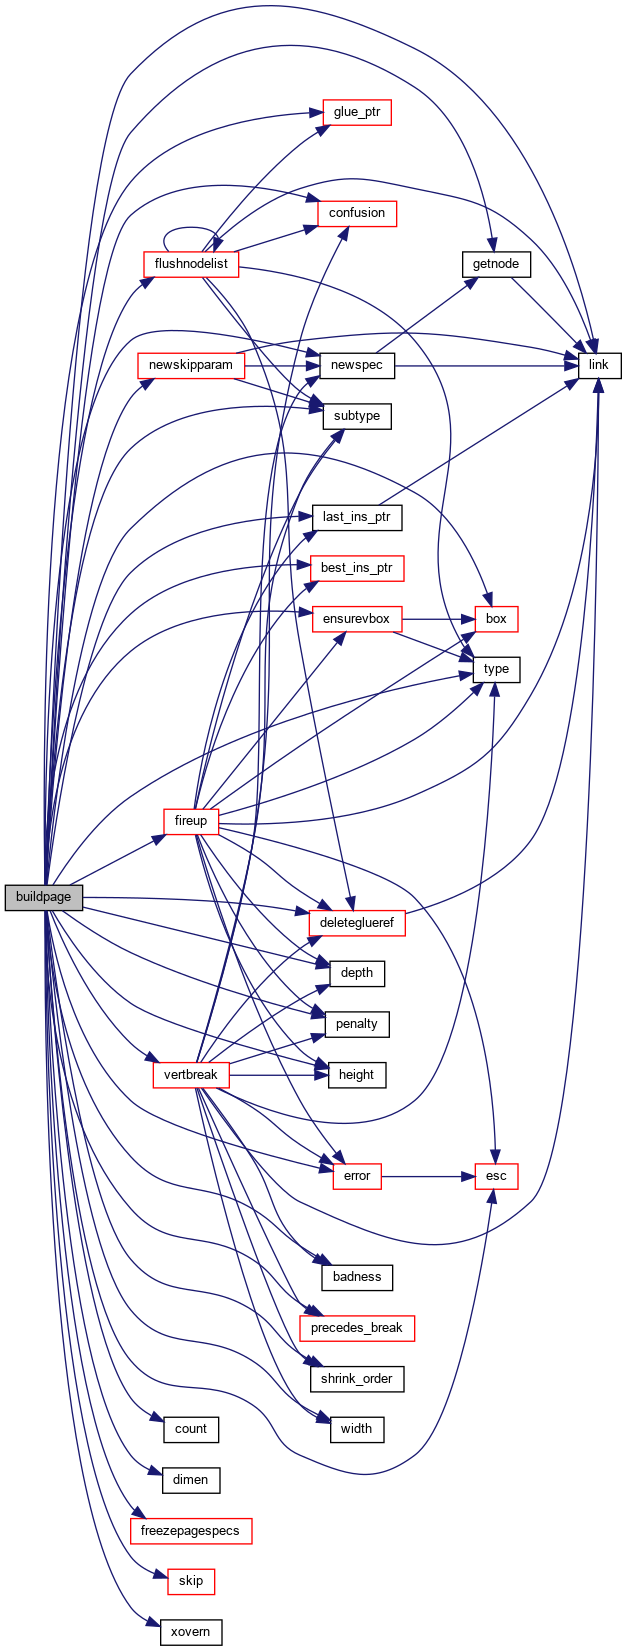 glue_ptr
confusion
flushnodelist
getnode
newskipparam
newspec
link
subtype
last_ins_ptr
best_ins_ptr
ensurevbox
box
type
fireup
buildpage
deleteglueref
depth
penalty
vertbreak
height
error
esc
badness
precedes_break
shrink_order
count
width
dimen
freezepagespecs
skip
xovern